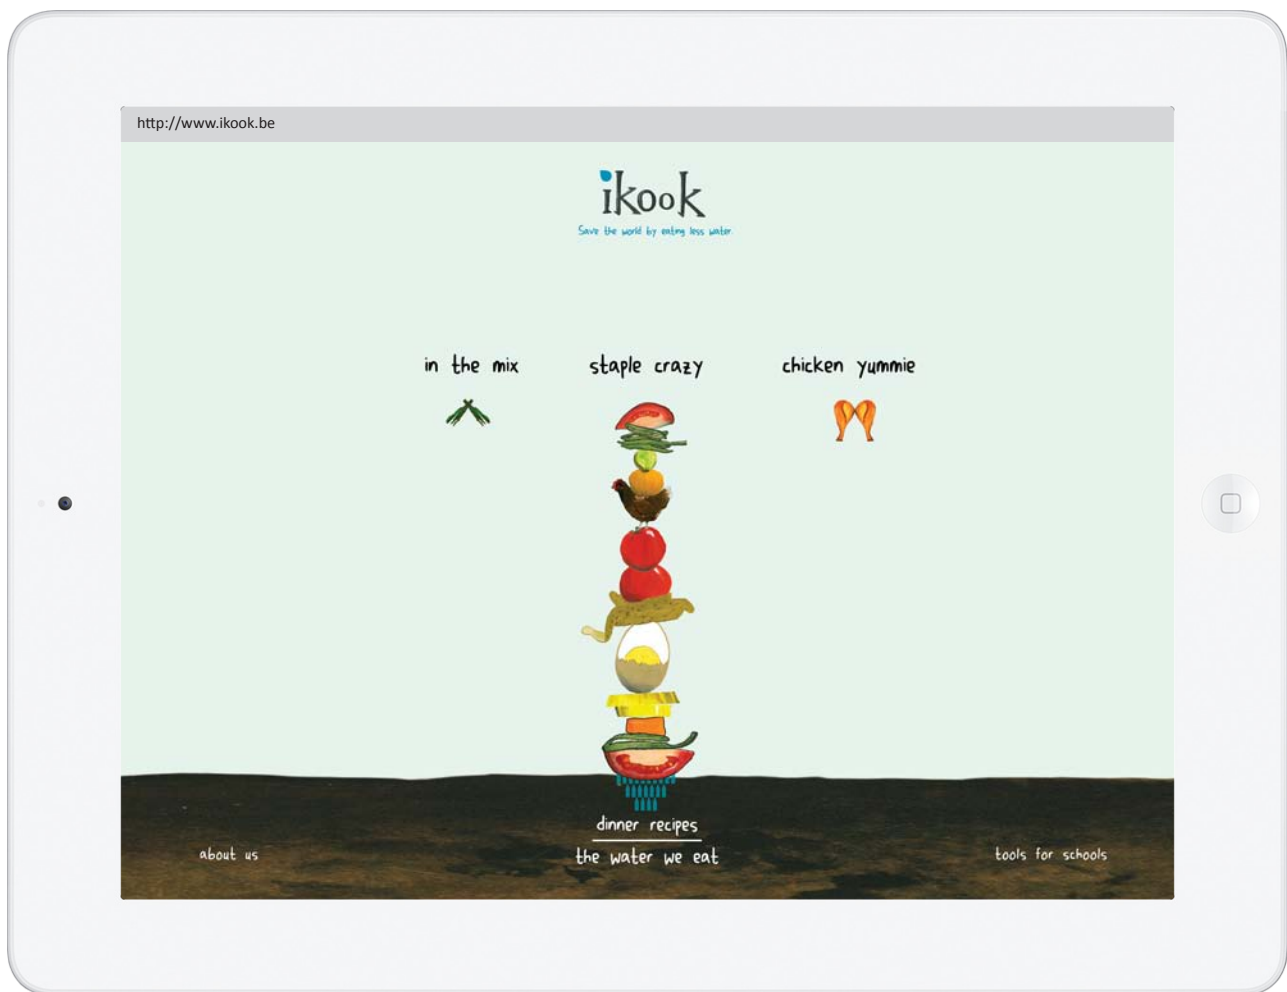 http://www.ikook.be
ikook
Save the world by eating less water
in the mix
staple crazy
chicken yummie
dinner recipes
the water we eat
about us
tools for schools